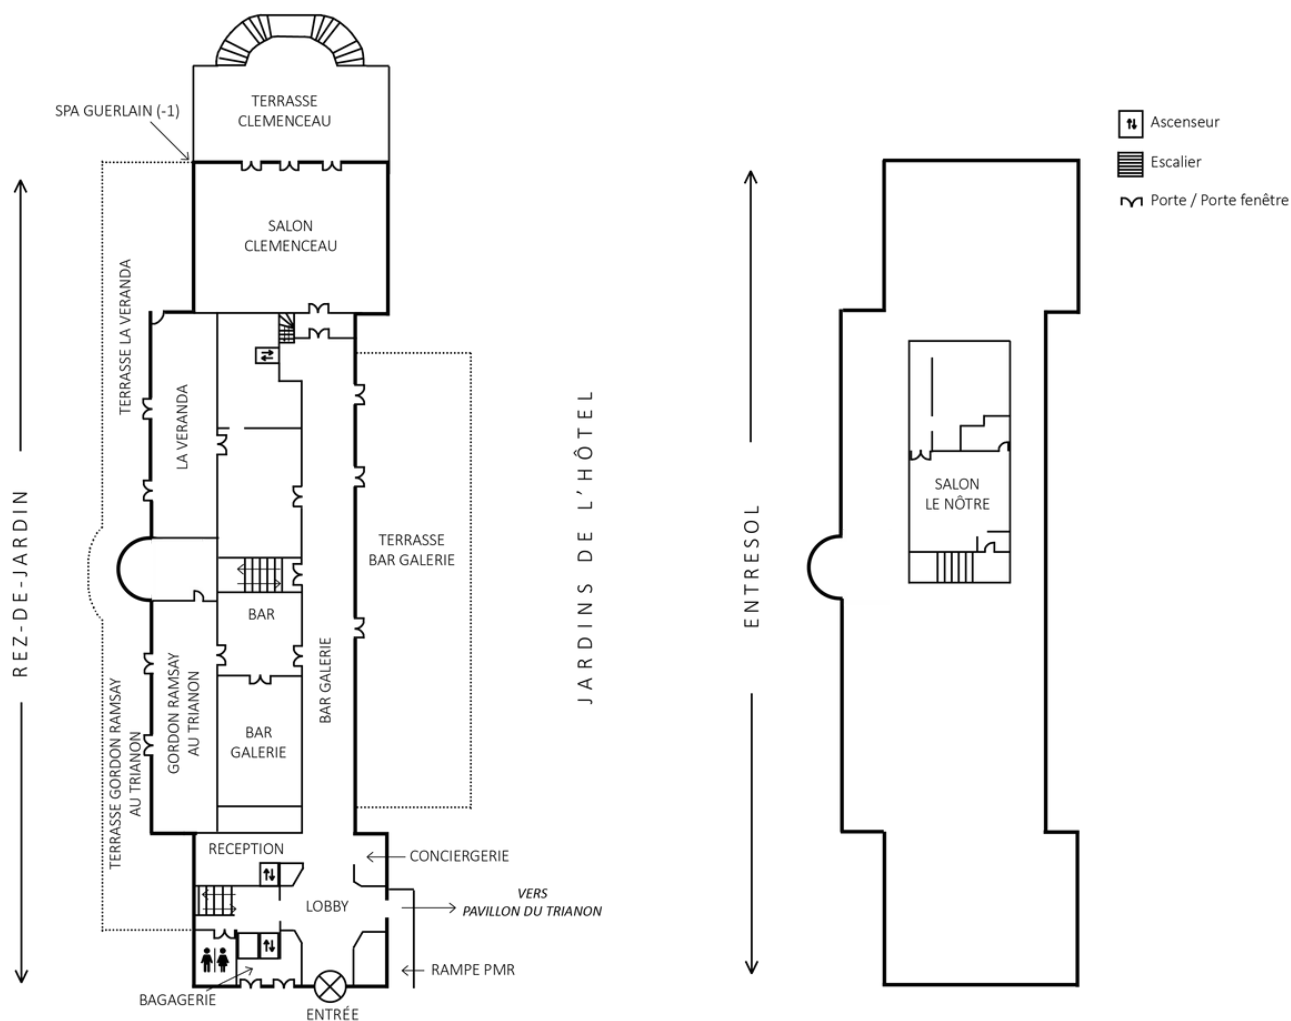 TERRASSE
CLEMENCEAU
SPA GUERLAIN (-1)
SALON
CLEMENCEAU
TERRASSE LA VERANDA
LA VERANDA
REZ-DE-JARDIN
TERRASSE
BAR GALERIE
JARDINS DE L'HÔTEL
BAR
BAR GALERIE
GORDON RAMSAY
AU TRIANON
TERRASSE GORDON RAMSAY
AU TRIANON
BAR
GALERIE
RECEPTION
CONCIERGERIE
LOBBY
VERS
PAVILLON DU TRIANON
RAMPE PMR
BAGAGERIE
ENTRÉE
ENTRESOL
SALON
LE NÔTRE
Ascenseur
Escalier
Porte / Porte fenêtre